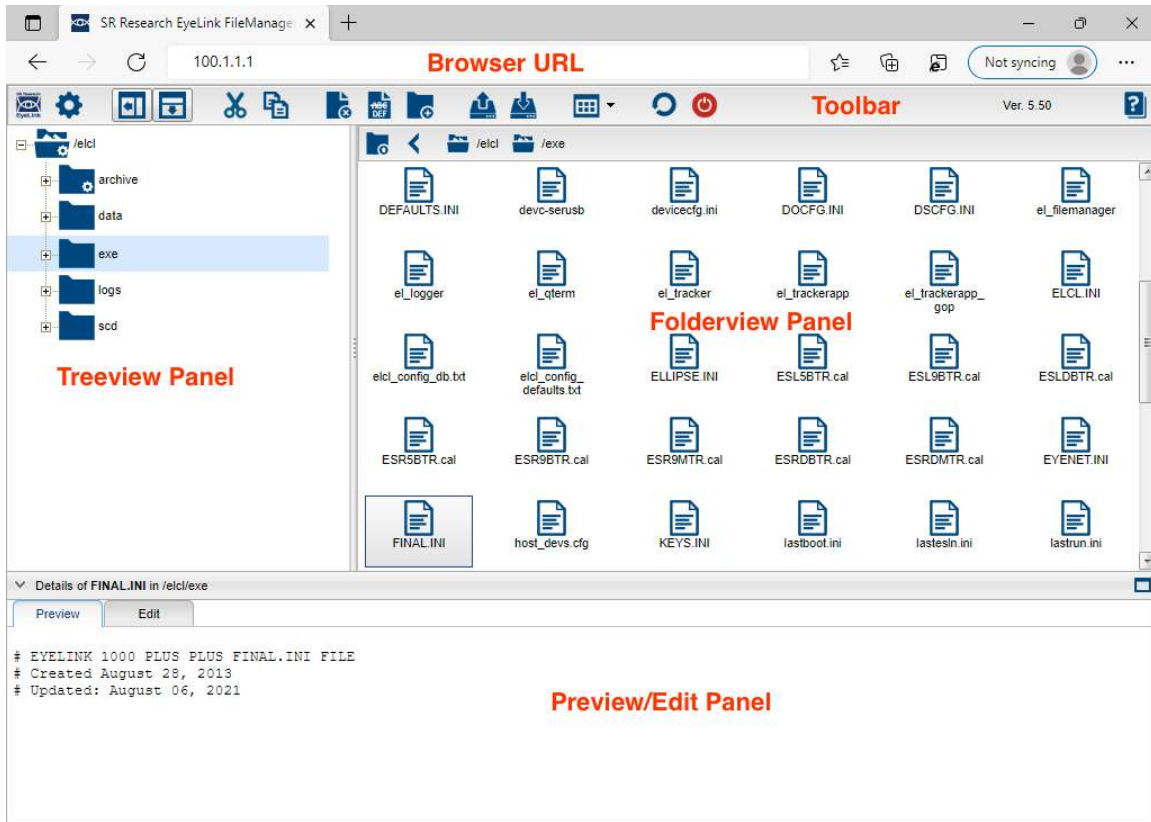 SR Research EyeLink FileManage
100.1.1.1
Browser URL
Not syncing
Toolbar
Ver. 5.50
/elcl
archive
data
exe
logs
scd
Treeview Panel
/elcl /exe
DEFAULTS.INI devc-serusb devicecfg.ini DOCFG.INI DSCFG.INI el_filemanager
el_logger el_qterm el_tracker el_trackerapp el_trackerapp_ ELCL.INI
gop
Folderview Panel
elcl_config_db.txt elcl_config_ ELLIPSE.INI ESL5BTR.cal ESL9BTR.cal ESLDBTR.cal
defaults.txt
ESR5BTR.cal ESR9BTR.cal ESR9MTR.cal ESRDBTR.cal ESRDMTR.cal EYENET.INI
FINAL.INI host_devs.cfg KEYS.INI lastboot.ini lastesln.ini lastrun.ini
Details of FINAL.INI in /elcl/exe
Preview Edit
# EYELINK 1000 PLUS PLUS FINAL.INI FILE
# Created August 28, 2013
# Updated: August 06, 2021
Preview/Edit Panel